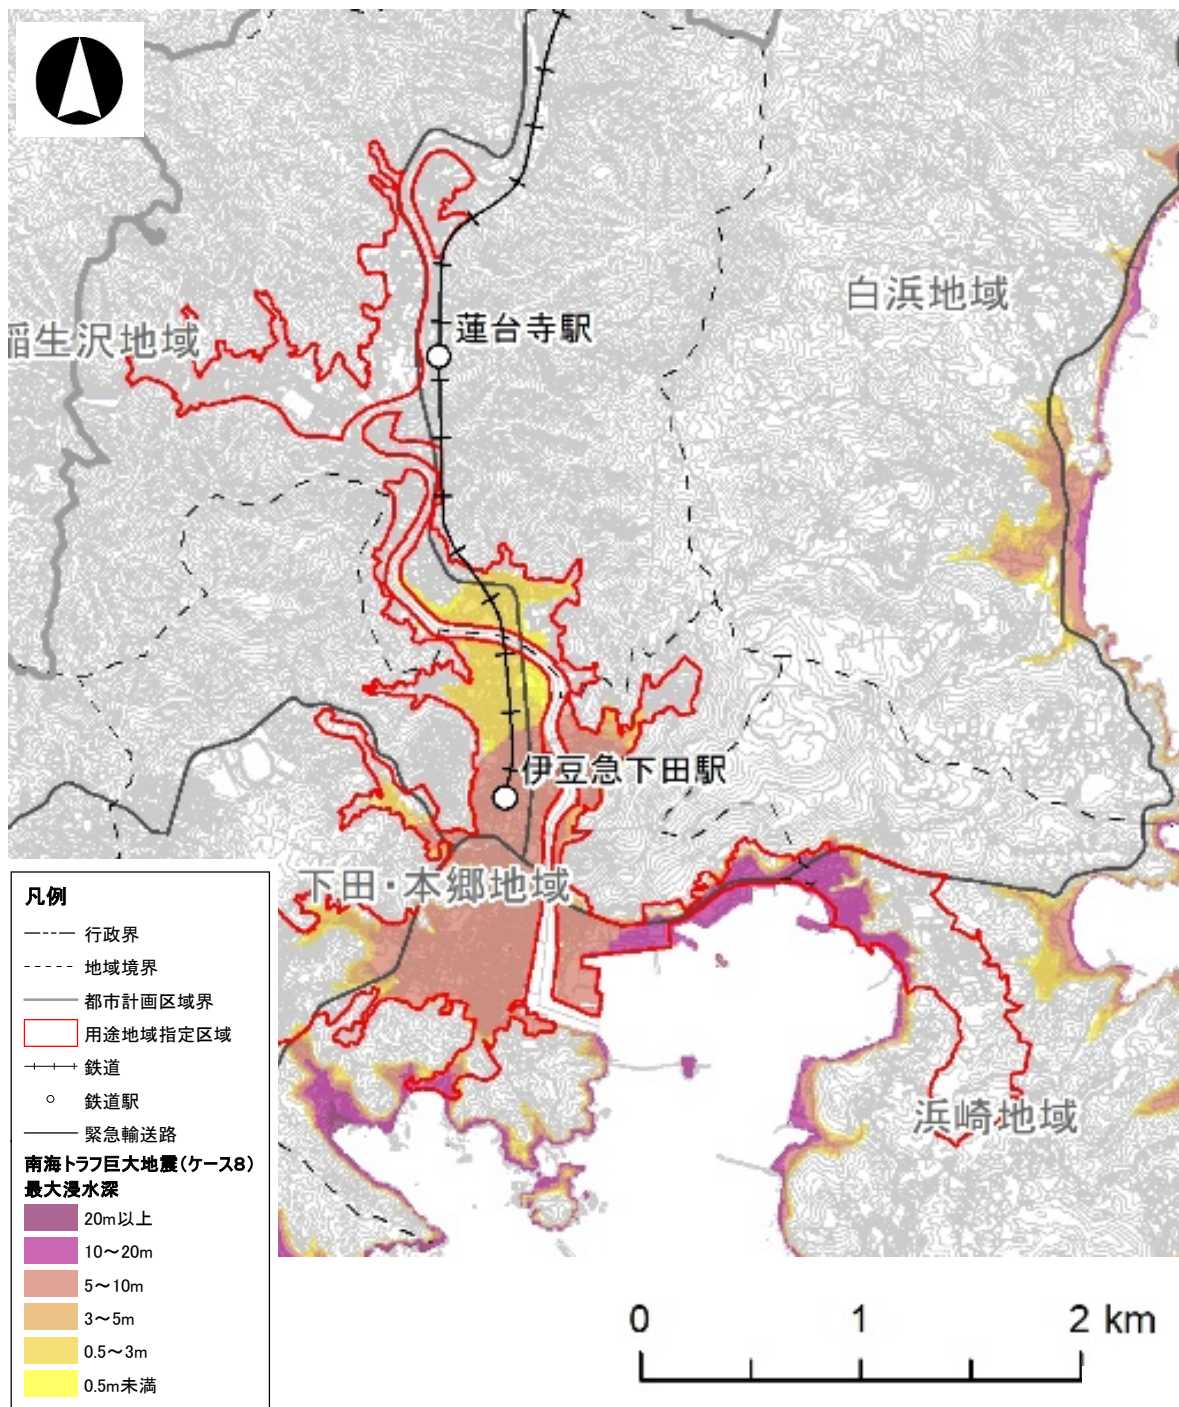 白浜地域
蓮台寺駅
稲生沢地域
伊豆急下田駅
下田・本郷地域
浜崎地域
凡例
行政界
地域境界
都市計画区域界
用途地域指定区域
鉄道
鉄道駅
緊急輸送路
南海トラフ巨大地震(ケース8)
最大浸水深
20m以上
10~20m
5~10m
3~5m
0.5~3m
0.5m未満
0 1 2 km